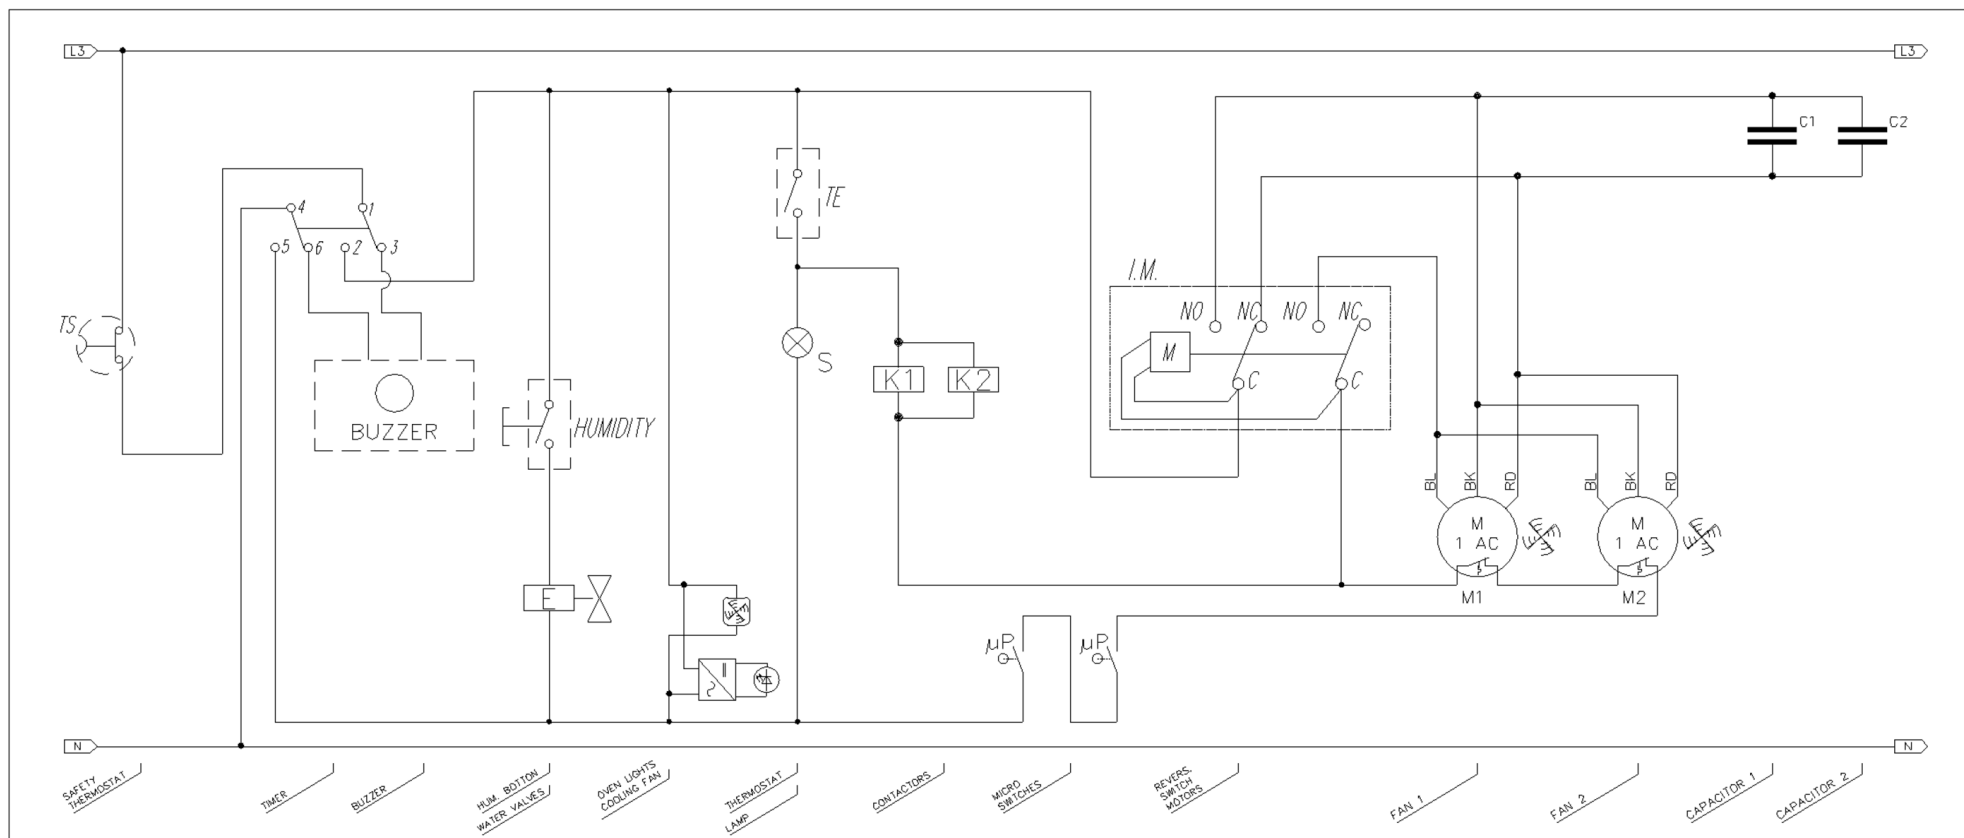 L3
L3
C1
C2
TE
4
1
5
6
2
3
I.M.
NO
NC
NO
NC
TS
S
M
K1
K2
C
C
BUZZER
HUMIDITY
BL
BK
RD
BL
BK
RD
M
1 AC
M
1 AC
M1
M2
µP
µP
N
N
SAFETY
THERMOSTAT
TIMER
BUZZER
HUM. BOTTON
WATER VALVES
OVEN LIGHTS
COOLING FAN
THERMOSTAT
LAMP
CONTACTORS
MICRO
SWITCHES
REVERS.
SWITCH
MOTORS
FAN 1
FAN 2
CAPACITOR 1
CAPACITOR 2